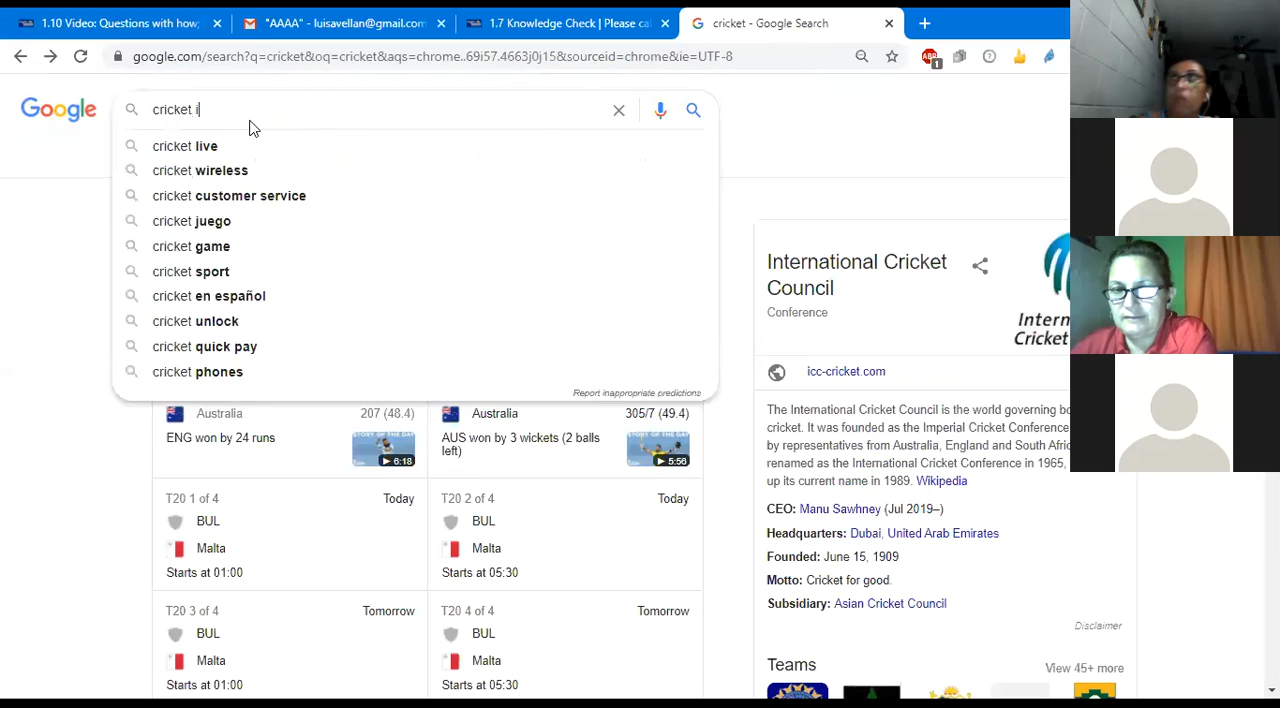 1.10 Video: Questions with how;
"AAAA" - luisavellan@gmail.com
1.7 Knowledge Check | Please cal
cricket - Google Search
google.com/search?q=cricket&oq=cricket&aqs=chrome..69i57.4663j0j15&sourceid=chrome&ie=UTF-8
ABP
1
Google
cricket i
cricket live
cricket wireless
cricket customer service
cricket juego
cricket game
cricket sport
cricket en español
cricket unlock
cricket quick pay
cricket phones
Report inappropriate predictions
Australia 207 (48.4)
ENG won by 24 runs
6:18
Australia 305/7 (49.4)
AUS won by 3 wickets (2 balls
left)
5:56
T20 1 of 4 Today
BUL
Malta
Starts at 01:00
T20 2 of 4 Today
BUL
Malta
Starts at 05:30
T20 3 of 4 Tomorrow
BUL
Malta
Starts at 01:00
T20 4 of 4 Tomorrow
BUL
Malta
Starts at 05:30
International Cricket
Council
Conference
Intern
Cricket
icc-cricket.com
The International Cricket Council is the world governing bo
cricket. It was founded as the Imperial Cricket Conference
by representatives from Australia, England and South Afri
renamed as the International Cricket Conference in 1965,
up its current name in 1989. Wikipedia
CEO: Manu Sawhney (Jul 2019–)
Headquarters: Dubai, United Arab Emirates
Founded: June 15, 1909
Motto: Cricket for good.
Subsidiary: Asian Cricket Council
Disclaimer
Teams View 45+ more